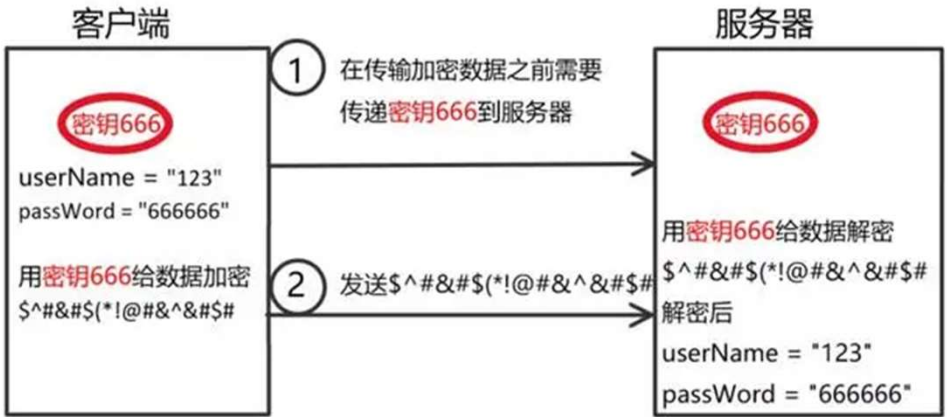 客户端
密钥666
userName = "123"
passWord = "666666"
用密钥666给数据加密
$^#&#$(*!@#&^&#$#
1
在传输加密数据之前需要
传递密钥666到服务器
2
发送$^#&#$(*!@#&^&#$#
服务器
密钥666
用密钥666给数据解密
$^#&#$(*!@#&^&#$#
解密后
userName = "123"
passWord = "666666"